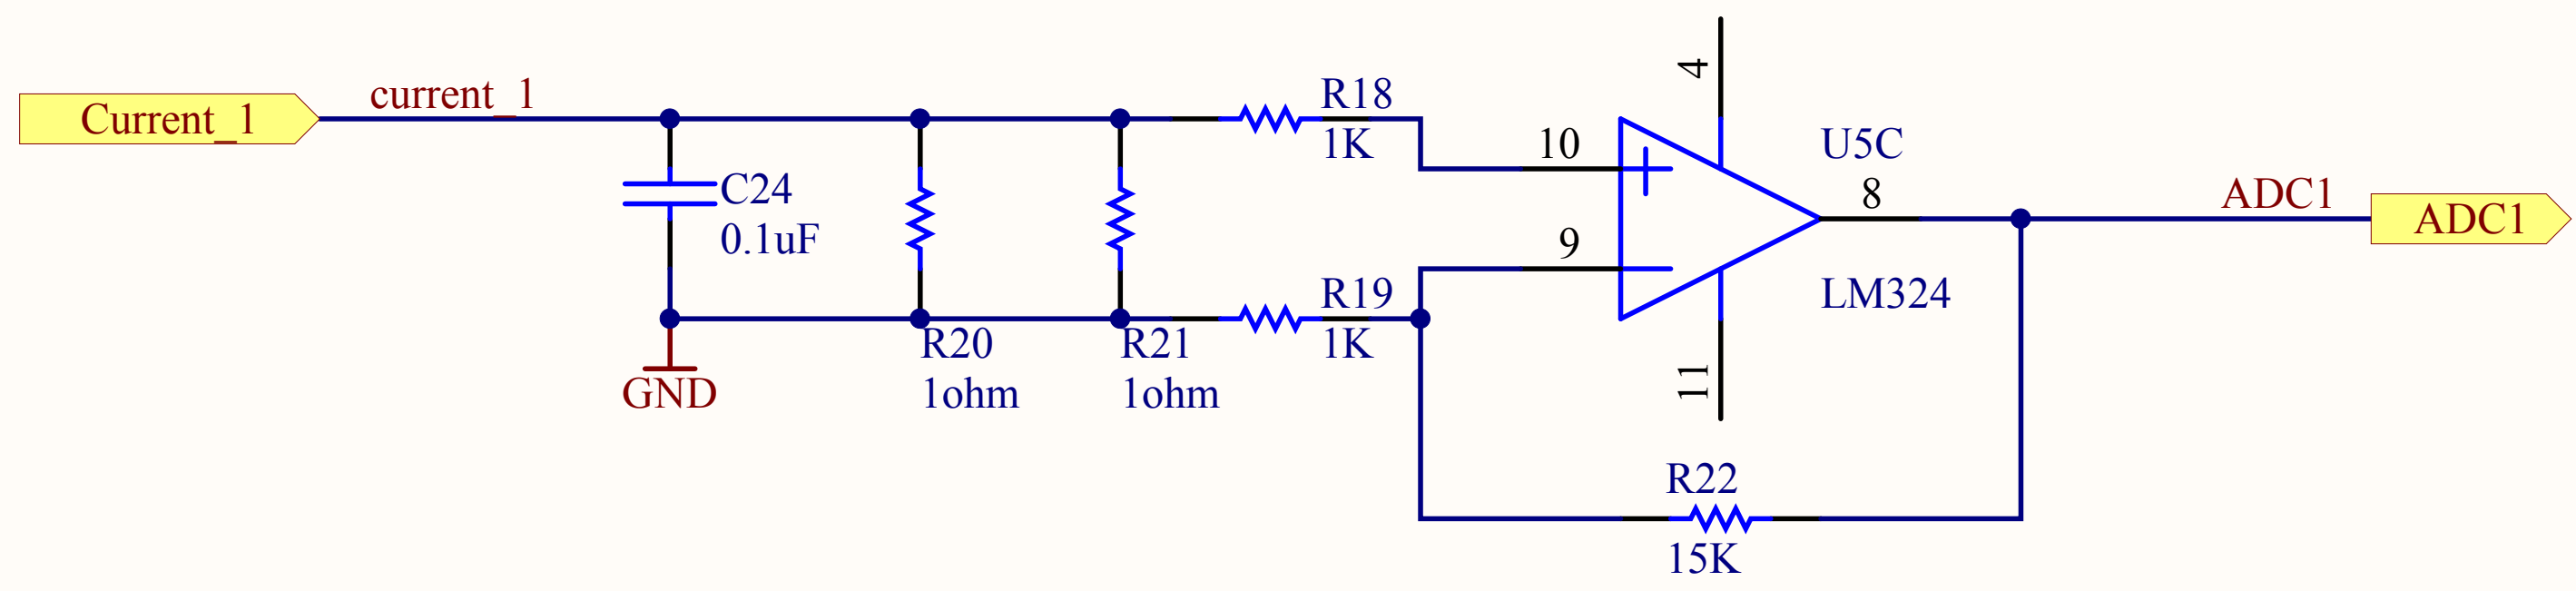 Current_1
current_1
C24
0.1uF
GND
R20
1ohm
R21
1ohm
R18
1K
R19
1K
10
9
4
11
8
U5C
LM324
R22
15K
ADC1
ADC1